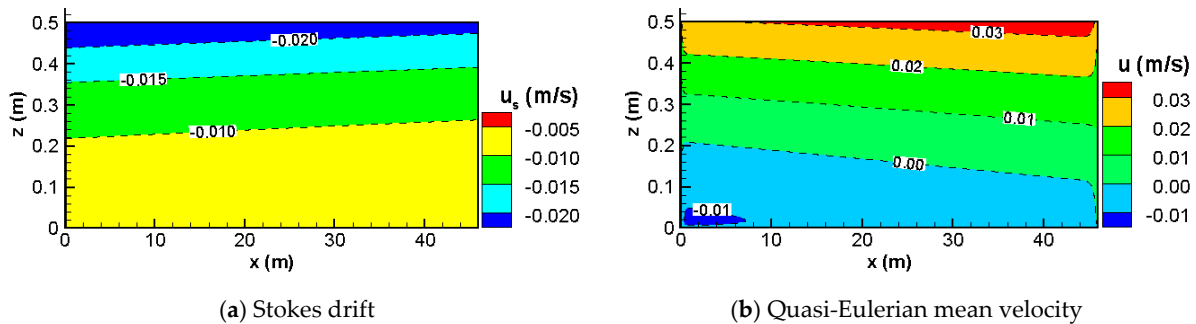 0.5
0.4
0.3
0.2
0.1
0
z (m)
-0.020
-0.015
-0.010
0 10 20 30 40
x (m)
u_s (m/s)
-0.005
-0.010
-0.015
-0.020
(a) Stokes drift
0.5
0.4
0.3
0.2
0.1
0
z (m)
0.03
0.02
0.01
0.00
-0.01
0 10 20 30 40
x (m)
u (m/s)
0.03
0.02
0.01
0.00
-0.01
(b) Quasi-Eulerian mean velocity